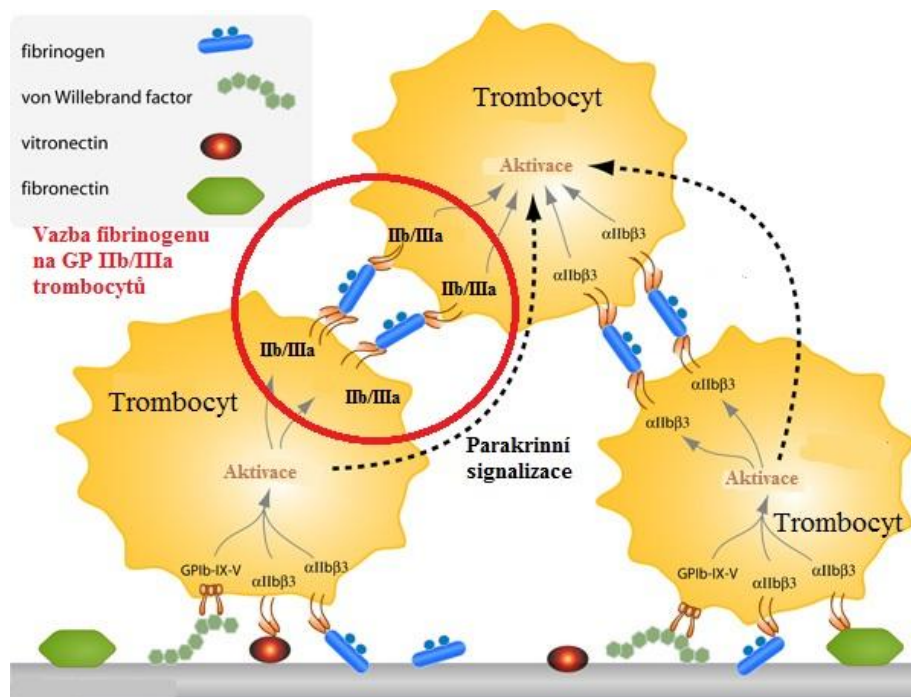 fibrinogen
von Willebrand factor
vitronectin
fibronectin
Vazba fibrinogenu
na GP IIb/IIIa
trombocytů
Trombocyt
Aktivace
IIb/IIIa
αIIbβ3
IIb/IIIa
αIIbβ3
IIb/IIIa
IIb/IIIa
Trombocyt
Aktivace
GPIb-IX-V
αIIbβ3
αIIbβ3
Parakrinní
signalizace
αIIbβ3
αIIbβ3
Aktivace
Trombocyt
GPIb-IX-V
αIIbβ3
αIIbβ3